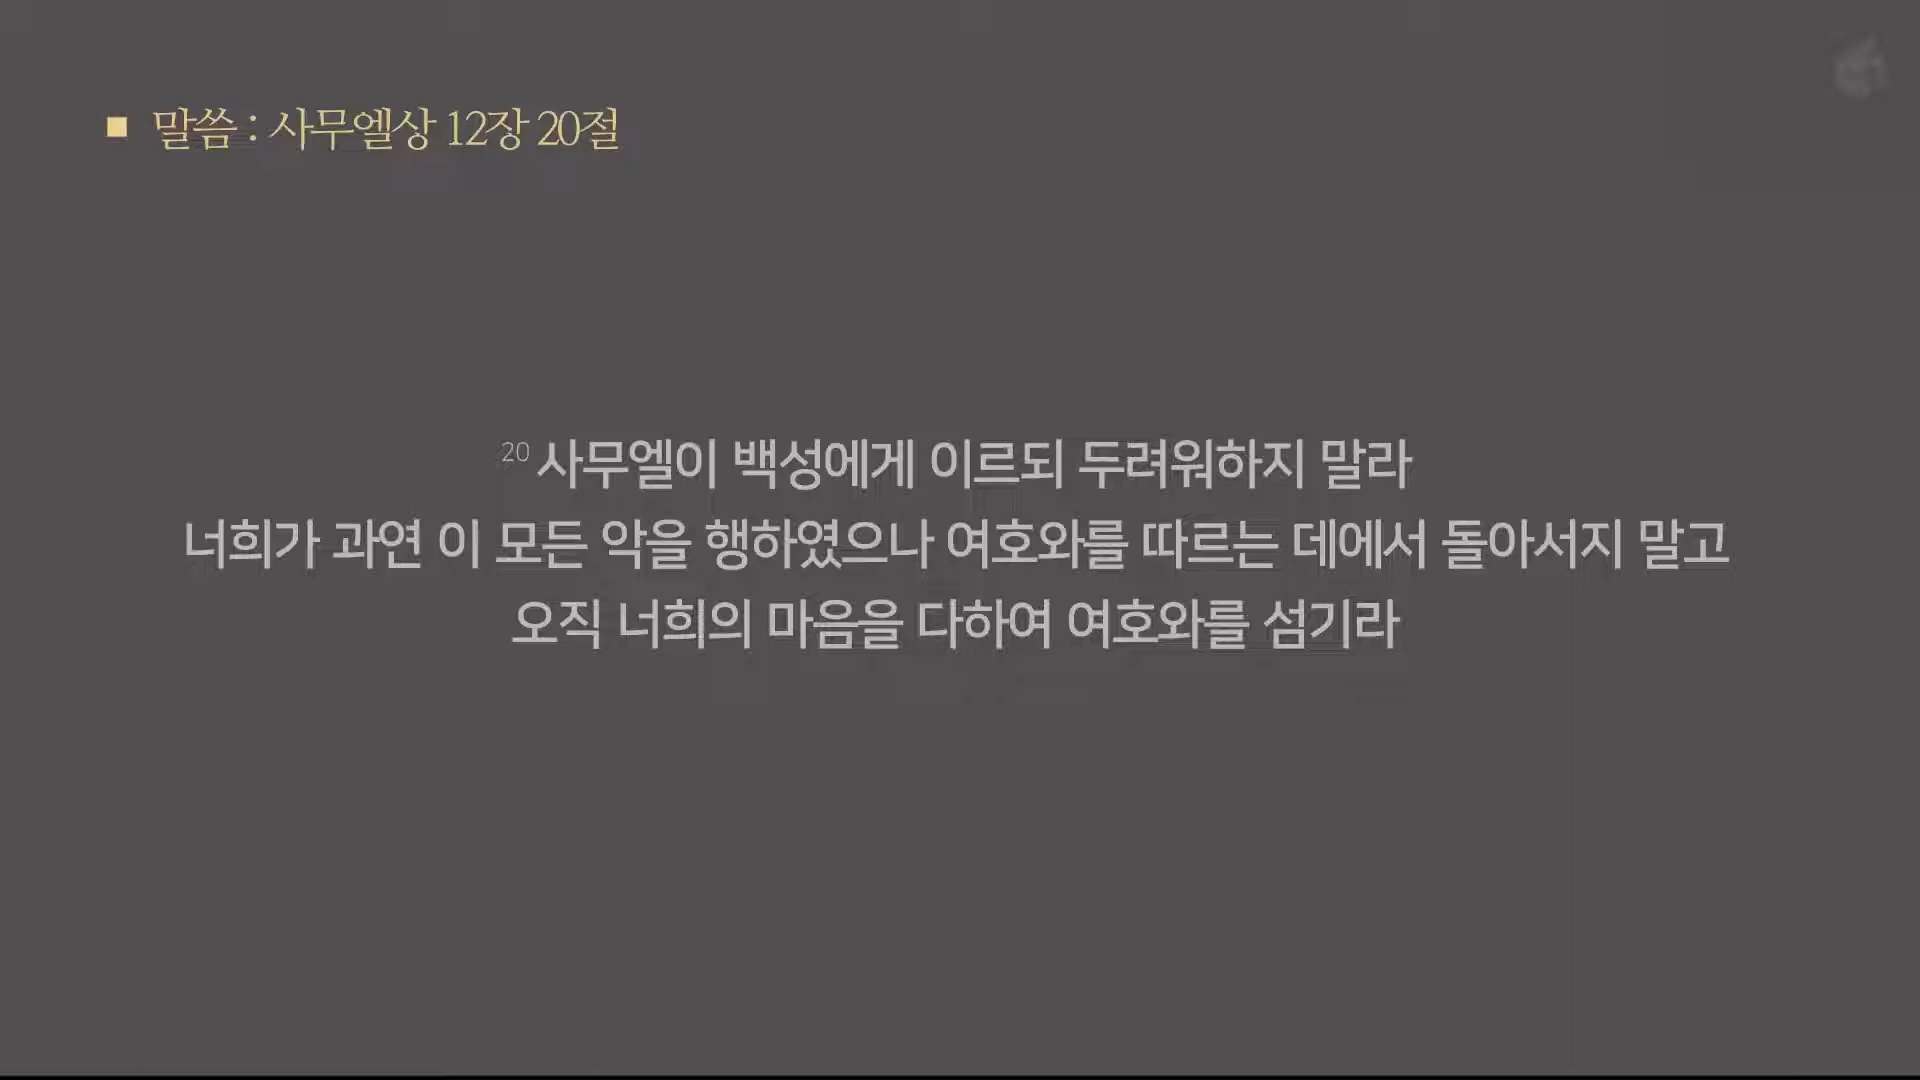 ■ 말씀 : 사무엘상 12장 20절
20 사무엘이 백성에게 이르되 두려워하지 말라
너희가 과연 이 모든 악을 행하였으나 여호와를 따르는 데에서 돌아서지 말고
오직 너희의 마음을 다하여 여호와를 섬기라